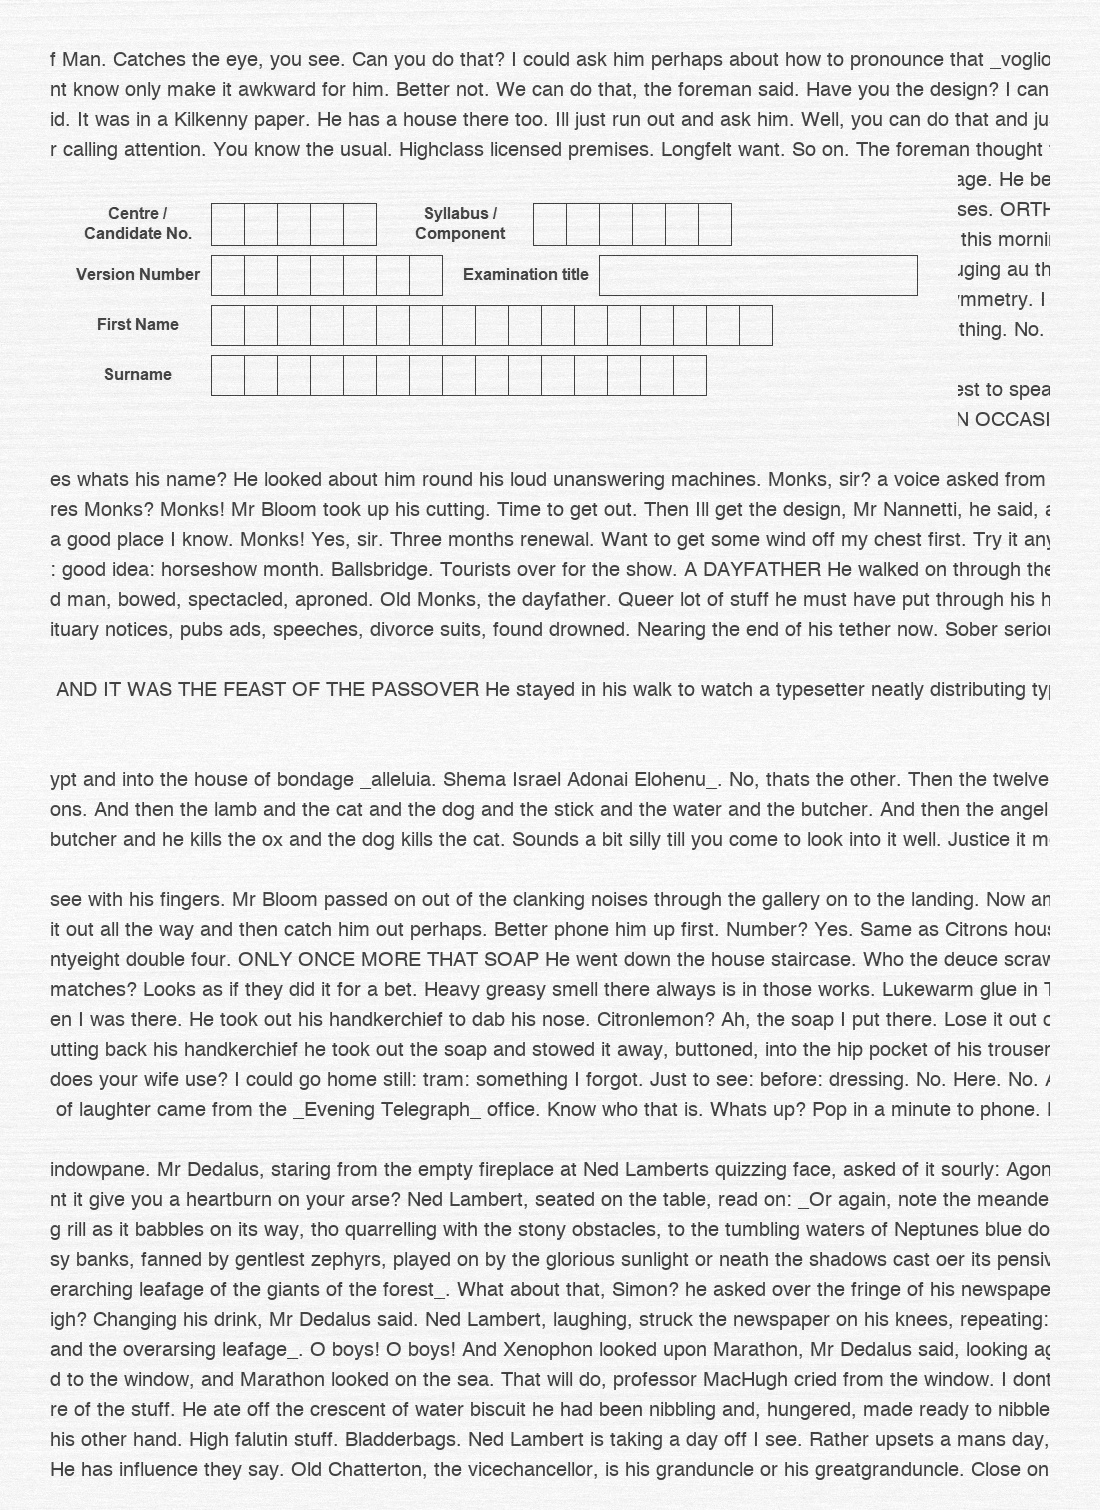 f Man. Catches the eye, you see. Can you do that? I could ask him perhaps about how to pronounce that _voglio
nt know only make it awkward for him. Better not. We can do that, the foreman said. Have you the design? I can
id. It was in a Kilkenny paper. He has a house there too. Ill just run out and ask him. Well, you can do that and ju
r calling attention. You know the usual. Highclass licensed premises. Longfelt want. So on. The foreman thought
age. He be
ses. ORTH
Centre /
Candidate No.
Syllabus /
Component
this morni
Version Number
Examination title
uging au th
ymmetry. I
First Name
thing. No.
Surname
est to spea
N OCCASI
es whats his name? He looked about him round his loud unanswering machines. Monks, sir? a voice asked from
res Monks? Monks! Mr Bloom took up his cutting. Time to get out. Then Ill get the design, Mr Nannetti, he said, a
a good place I know. Monks! Yes, sir. Three months renewal. Want to get some wind off my chest first. Try it any
: good idea: horseshow month. Ballsbridge. Tourists over for the show. A DAYFATHER He walked on through the
d man, bowed, spectacled, aproned. Old Monks, the dayfather. Queer lot of stuff he must have put through his h
ituary notices, pubs ads, speeches, divorce suits, found drowned. Nearing the end of his tether now. Sober seriou
AND IT WAS THE FEAST OF THE PASSOVER He stayed in his walk to watch a typesetter neatly distributing typ
ypt and into the house of bondage _alleluia. Shema Israel Adonai Elohenu_. No, thats the other. Then the twelve
ons. And then the lamb and the cat and the dog and the stick and the water and the butcher. And then the angel
butcher and he kills the ox and the dog kills the cat. Sounds a bit silly till you come to look into it well. Justice it m
see with his fingers. Mr Bloom passed on out of the clanking noises through the gallery on to the landing. Now an
it out all the way and then catch him out perhaps. Better phone him up first. Number? Yes. Same as Citrons hous
ntyeight double four. ONLY ONCE MORE THAT SOAP He went down the house staircase. Who the deuce scraw
matches? Looks as if they did it for a bet. Heavy greasy smell there always is in those works. Lukewarm glue in T
en I was there. He took out his handkerchief to dab his nose. Citronlemon? Ah, the soap I put there. Lose it out o
utting back his handkerchief he took out the soap and stowed it away, buttoned, into the hip pocket of his trouser
does your wife use? I could go home still: tram: something I forgot. Just to see: before: dressing. No. Here. No. A
of laughter came from the _Evening Telegraph_ office. Know who that is. Whats up? Pop in a minute to phone.
indowpane. Mr Dedalus, staring from the empty fireplace at Ned Lamberts quizzing face, asked of it sourly: Agon
nt it give you a heartburn on your arse? Ned Lambert, seated on the table, read on: _Or again, note the meande
g rill as it babbles on its way, tho quarrelling with the stony obstacles, to the tumbling waters of Neptunes blue do
sy banks, fanned by gentlest zephyrs, played on by the glorious sunlight or neath the shadows cast oer its pensiv
erarching leafage of the giants of the forest_. What about that, Simon? he asked over the fringe of his newspape
igh? Changing his drink, Mr Dedalus said. Ned Lambert, laughing, struck the newspaper on his knees, repeating:
and the overarsing leafage_. O boys! O boys! And Xenophon looked upon Marathon, Mr Dedalus said, looking ag
d to the window, and Marathon looked on the sea. That will do, professor MacHugh cried from the window. I dont
re of the stuff. He ate off the crescent of water biscuit he had been nibbling and, hungered, made ready to nibble
his other hand. High falutin stuff. Bladderbags. Ned Lambert is taking a day off I see. Rather upsets a mans day,
He has influence they say. Old Chatterton, the vicechancellor, is his granduncle or his greatgranduncle. Close on